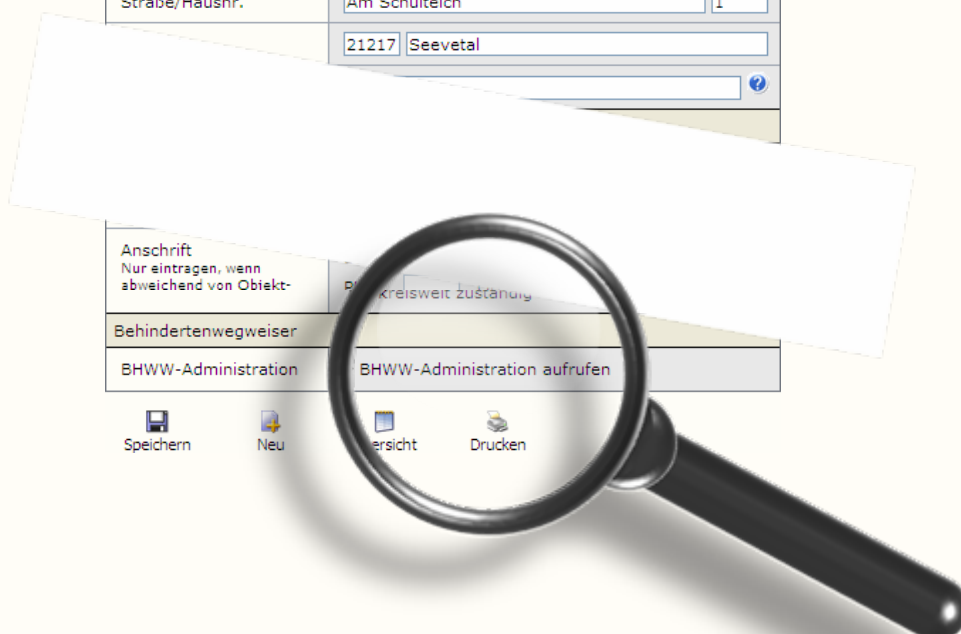 Straße/Hausnr. Am Schulteich 1
21217 Seevetal
Anschrift
Nur eintragen, wenn
abweichend von Objekt-
kreisweit zuständig
Behindertenwegweiser
BHWW-Administration BHWW-Administration aufrufen
Speichern Neu ersicht Drucken